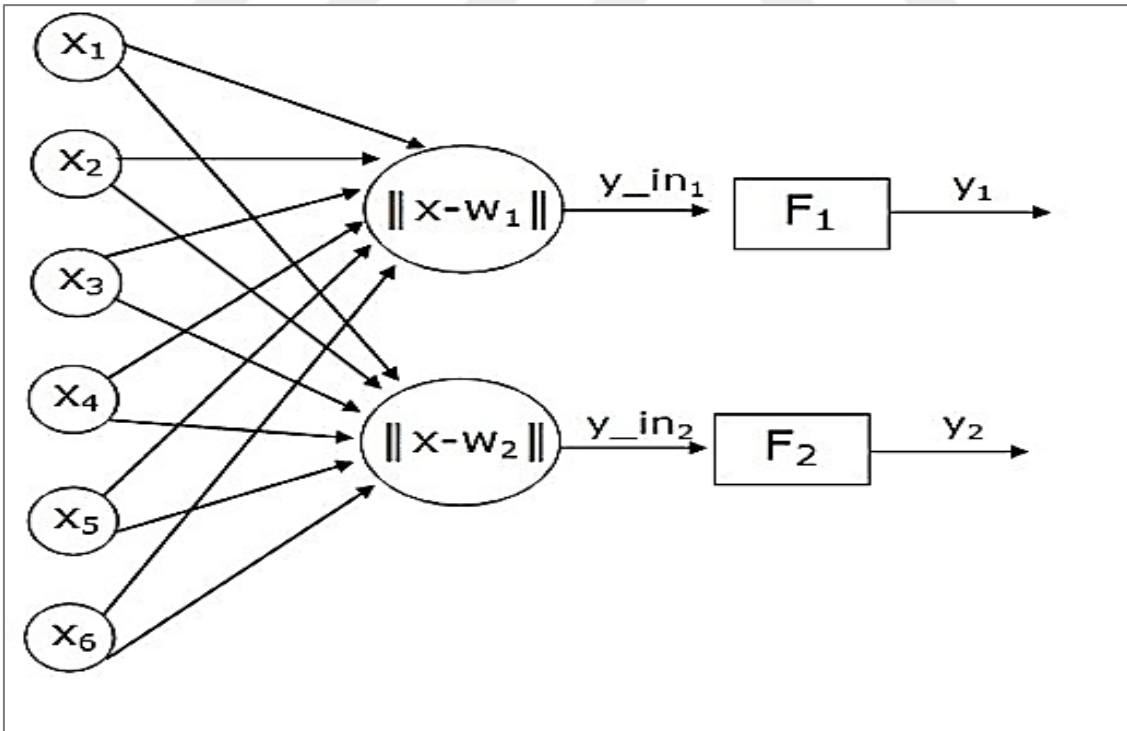 x₁
x₂
x₃
x₄
x₅
x₆
‖ x-w₁ ‖
y_in₁
F₁
y₁
‖ x-w₂ ‖
y_in₂
F₂
y₂